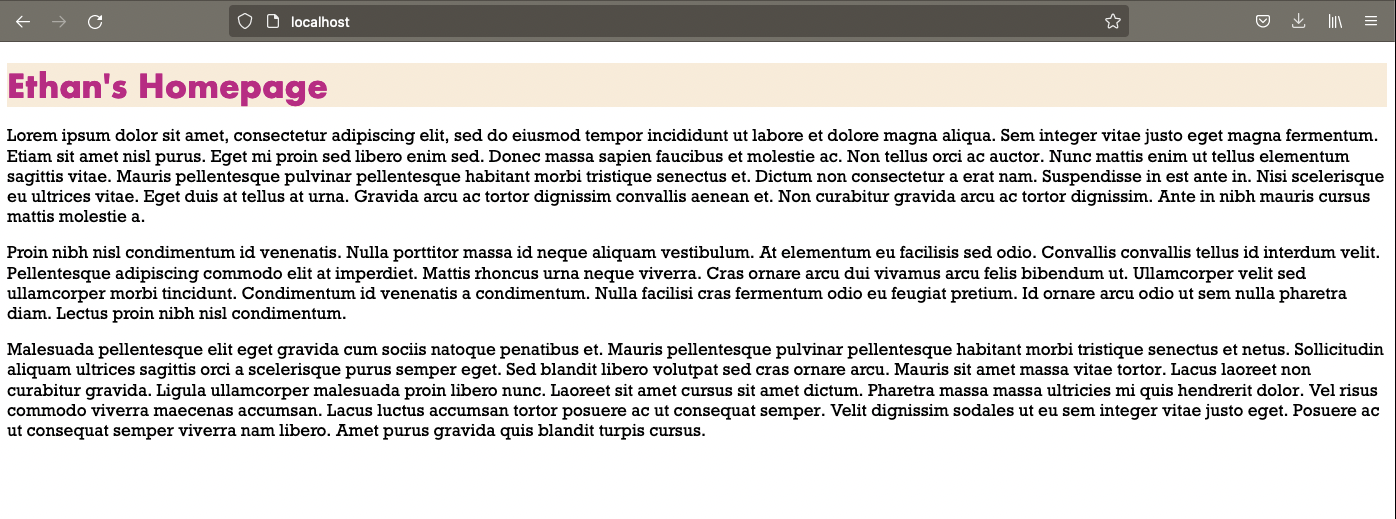 localhost
Ethan's Homepage
Lorem ipsum dolor sit amet, consectetur adipiscing elit, sed do eiusmod tempor incididunt ut labore et dolore magna aliqua. Sem integer vitae justo eget magna fermentum.
Etiam sit amet nisl purus. Eget mi proin sed libero enim sed. Donec massa sapien faucibus et molestie ac. Non tellus orci ac auctor. Nunc mattis enim ut tellus elementum
sagittis vitae. Mauris pellentesque pulvinar pellentesque habitant morbi tristique senectus et. Dictum non consectetur a erat nam. Suspendisse in est ante in. Nisi scelerisque
eu ultrices vitae. Eget duis at tellus at urna. Gravida arcu ac tortor dignissim convallis aenean et. Non curabitur gravida arcu ac tortor dignissim. Ante in nibh mauris cursus
mattis molestie a.
Proin nibh nisl condimentum id venenatis. Nulla porttitor massa id neque aliquam vestibulum. At elementum eu facilisis sed odio. Convallis convallis tellus id interdum velit.
Pellentesque adipiscing commodo elit at imperdiet. Mattis rhoncus urna neque viverra. Cras ornare arcu dui vivamus arcu felis bibendum ut. Ullamcorper velit sed
ullamcorper morbi tincidunt. Condimentum id venenatis a condimentum. Nulla facilisi cras fermentum odio eu feugiat pretium. Id ornare arcu odio ut sem nulla pharetra
diam. Lectus proin nibh nisl condimentum.
Malesuada pellentesque elit eget gravida cum sociis natoque penatibus et. Mauris pellentesque pulvinar pellentesque habitant morbi tristique senectus et netus. Sollicitudin
aliquam ultrices sagittis orci a scelerisque purus semper eget. Sed blandit libero volutpat sed cras ornare arcu. Mauris sit amet massa vitae tortor. Lacus laoreet non
curabitur gravida. Ligula ullamcorper malesuada proin libero nunc. Laoreet sit amet cursus sit amet dictum. Pharetra massa massa ultricies mi quis hendrerit dolor. Vel risus
commodo viverra maecenas accumsan. Lacus luctus accumsan tortor posuere ac ut consequat semper. Velit dignissim sodales ut eu sem integer vitae justo eget. Posuere ac
ut consequat semper viverra nam libero. Amet purus gravida quis blandit turpis cursus.